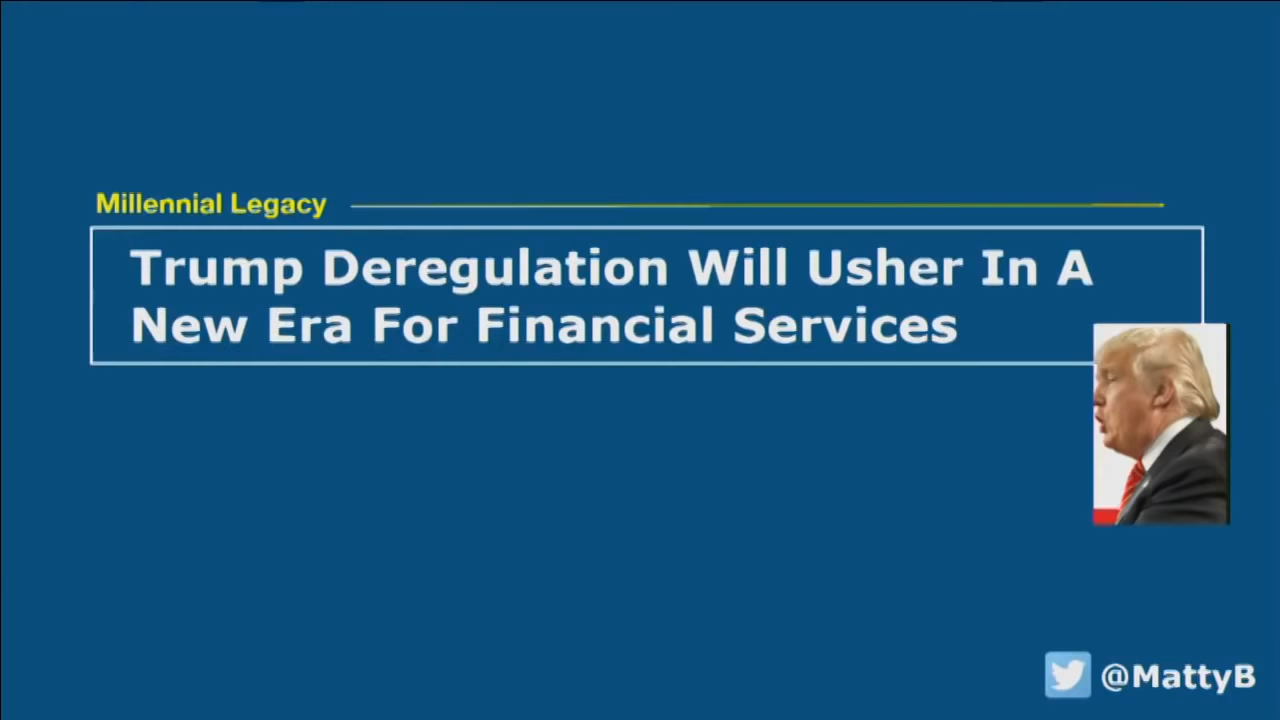 Millennial Legacy
Trump Deregulation Will Usher In A
New Era For Financial Services
@MattyB